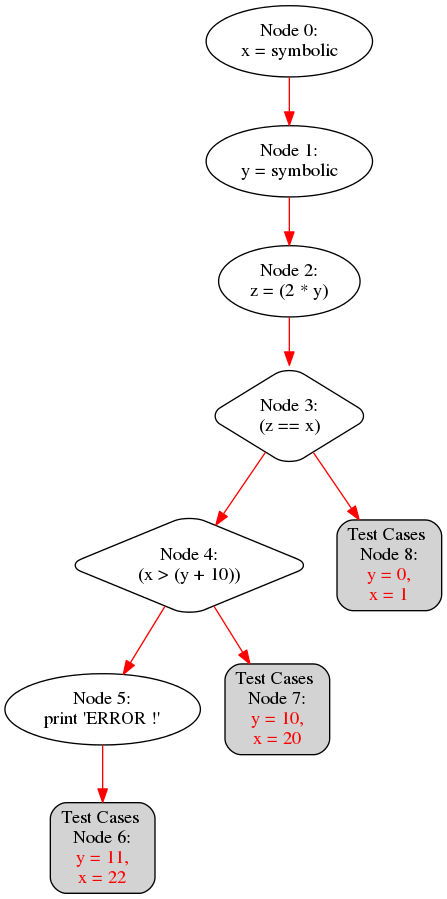 Node 0:
x = symbolic
Node 1:
y = symbolic
Node 2:
z = (2 * y)
Node 3:
(z == x)
Node 4:
(x > (y + 10))
Test Cases
Node 8:
y = 0,
x = 1
Node 5:
print 'ERROR !'
Test Cases
Node 7:
y = 10,
x = 20
Test Cases
Node 6:
y = 11,
x = 22